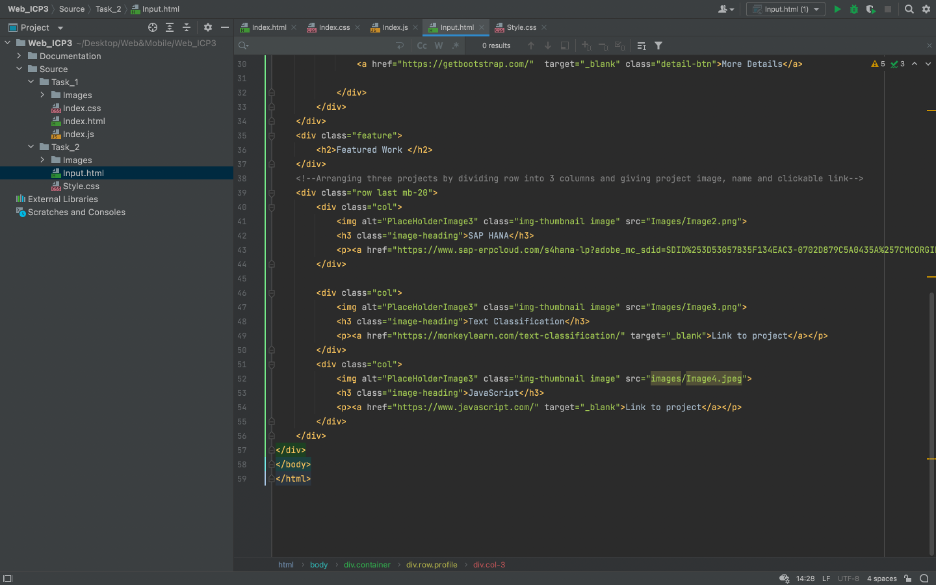 Web_ICP3 Source Task_2 Input.html
Input.html (1)
Project
Index.html Index.css Index.js Input.html Style.css
Web_ICP3 ~/Desktop/Web&Mobile/Web_ICP3
Documentation
Source
Task_1
Images
Index.css
Index.html
Index.js
Task_2
Images
Input.html
Style.css
External Libraries
Scratches and Consoles
Cc W .* 0 results
5 3
30 <a href="https://getbootstrap.com/" target="_blank" class="detail-btn">More Details</a>
31
32 </div>
33 </div>
34 </div>
35 <div class="feature">
36 <h2>Featured Work </h2>
37 </div>
38 <!--Arranging three projects by dividing row into 3 columns and giving project image, name and clickable link-->
39 <div class="row last mb-20">
40 <div class="col">
41 <img alt="PlaceHolderImage3" class="img-thumbnail image" src="Images/Image2.png">
42 <h3 class="image-heading">SAP HANA</h3>
43 <p><a href="https://www.sap-erpcloud.com/s4hana-lp?adobe_mc_sdid=SDID%253D53057B35F134EAC3-0702DB79C5A0435A%257CMCORGI
44 </div>
45
46 <div class="col">
47 <img alt="PlaceHolderImage3" class="img-thumbnail image" src="Images/Image3.png">
48 <h3 class="image-heading">Text Classification</h3>
49 <p><a href="https://monkeylearn.com/text-classification/" target="_blank">Link to project</a></p>
50 </div>
51 <div class="col">
52 <img alt="PlaceHolderImage3" class="img-thumbnail image" src="images/Image4.jpeg">
53 <h3 class="image-heading">JavaScript</h3>
54 <p><a href="https://www.javascript.com/" target="_blank">Link to project</a></p>
55 </div>
56 </div>
57 </div>
58 </body>
59 </html>
html body div.container div.row.profile div.col-3
14:28 LF UTF-8 4 spaces